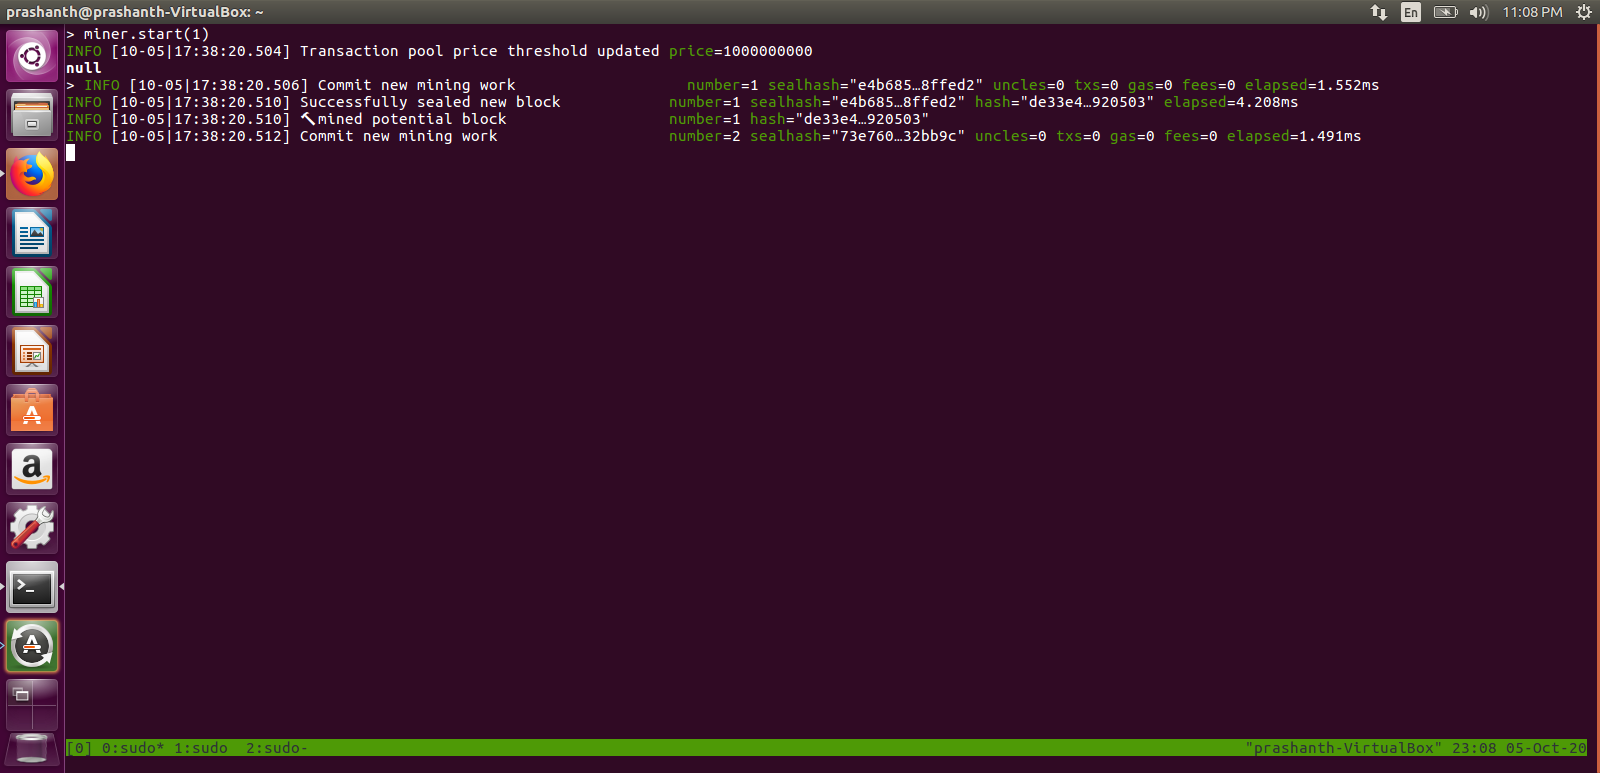 prashanth@prashanth-VirtualBox: ~
En
11:08 PM
> miner.start(1)
INFO [10-05|17:38:20.504] Transaction pool price threshold updated price=1000000000
null
> INFO [10-05|17:38:20.506] Commit new mining work number=1 sealhash="e4b685…8ffed2" uncles=0 txs=0 gas=0 fees=0 elapsed=1.552ms
INFO [10-05|17:38:20.510] Successfully sealed new block number=1 sealhash="e4b685…8ffed2" hash="de33e4…920503" elapsed=4.208ms
INFO [10-05|17:38:20.510] 🔨mined potential block number=1 hash="de33e4…920503"
INFO [10-05|17:38:20.512] Commit new mining work number=2 sealhash="73e760…32bb9c" uncles=0 txs=0 gas=0 fees=0 elapsed=1.491ms
[0] 0:sudo* 1:sudo 2:sudo- "prashanth-VirtualBox" 23:08 05-Oct-20